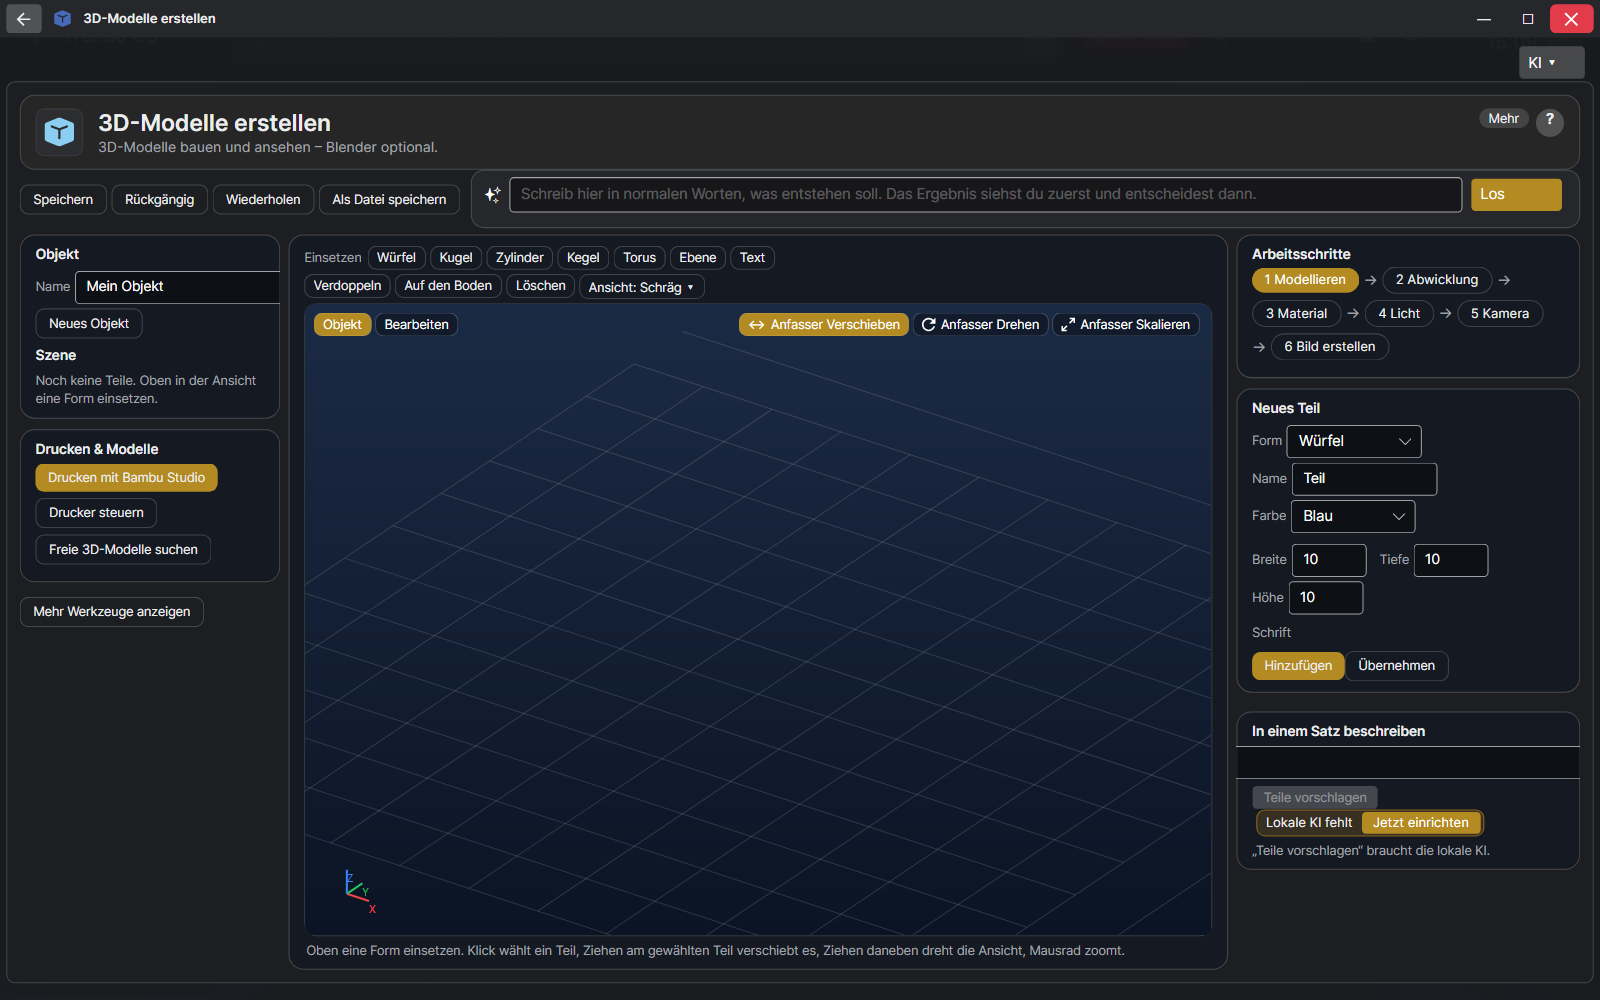 3D-Modelle erstellen
KI
3D-Modelle erstellen
3D-Modelle bauen und ansehen – Blender optional.
Mehr
?
Speichern
Rückgängig
Wiederholen
Als Datei speichern
Schreib hier in normalen Worten, was entstehen soll. Das Ergebnis siehst du zuerst und entscheidest dann.
Los
Objekt
Name Mein Objekt
Neues Objekt
Szene
Noch keine Teile. Oben in der Ansicht
eine Form einsetzen.
Drucken & Modelle
Drucken mit Bambu Studio
Drucker steuern
Freie 3D-Modelle suchen
Mehr Werkzeuge anzeigen
Einsetzen Würfel Kugel Zylinder Kegel Torus Ebene Text
Verdoppeln Auf den Boden Löschen Ansicht: Schräg
Objekt Bearbeiten
Anfasser Verschieben Anfasser Drehen Anfasser Skalieren
Z
Y
X
Oben eine Form einsetzen. Klick wählt ein Teil, Ziehen am gewählten Teil verschiebt es, Ziehen daneben dreht die Ansicht, Mausrad zoomt.
Arbeitsschritte
1 Modellieren → 2 Abwicklung →
3 Material → 4 Licht → 5 Kamera
→ 6 Bild erstellen
Neues Teil
Form Würfel
Name Teil
Farbe Blau
Breite 10 Tiefe 10
Höhe 10
Schrift
Hinzufügen Übernehmen
In einem Satz beschreiben
Teile vorschlagen
Lokale KI fehlt Jetzt einrichten
„Teile vorschlagen“ braucht die lokale KI.